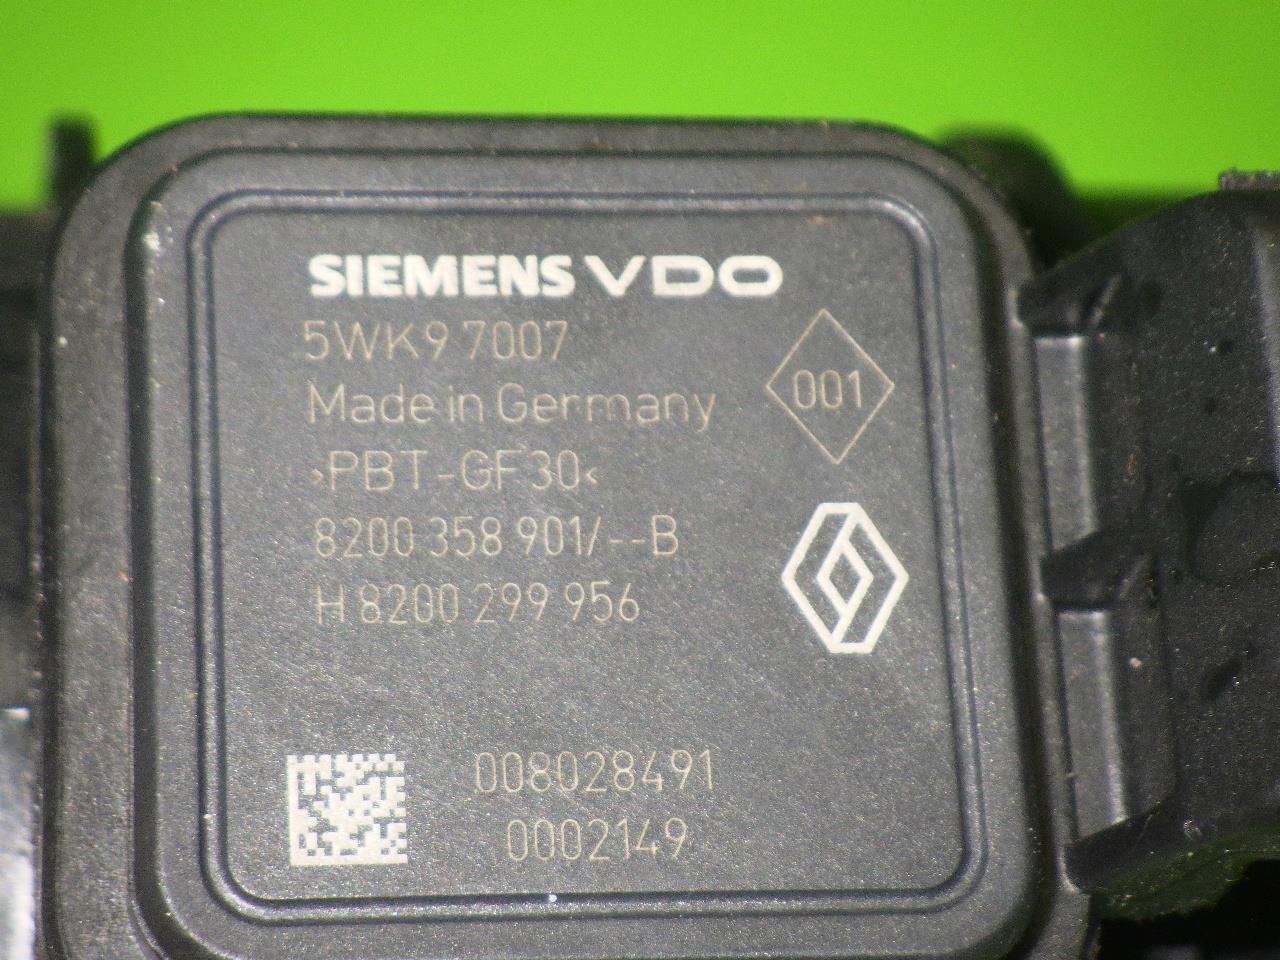 SIEMENS VDO
5WK9 7007
Made in Germany
001
>PBT-GF30<
8200 358 901/--B
H 8200 299 956
008028491
0002149